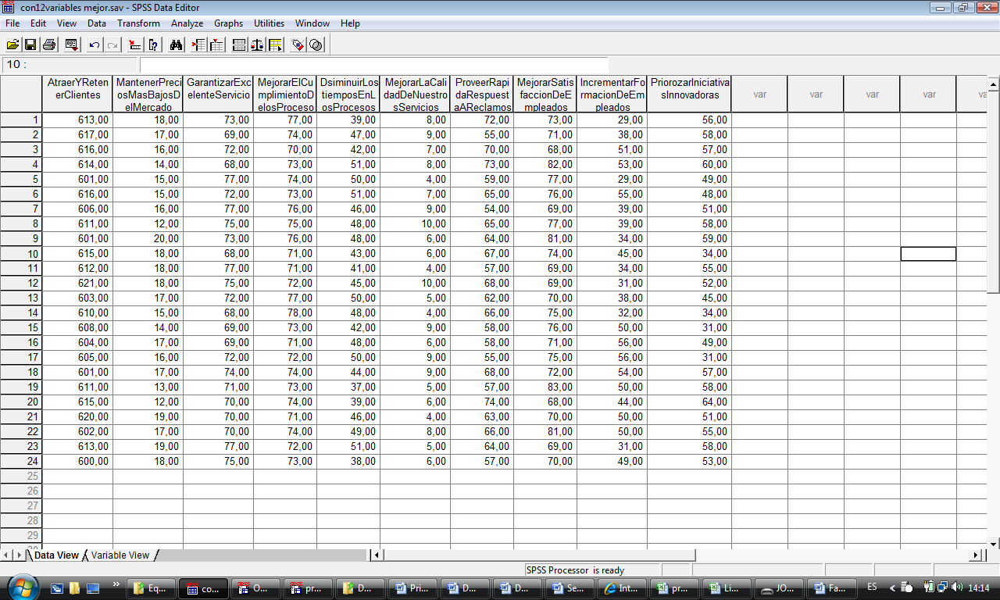 con12variables mejor.sav - SPSS Data Editor
File Edit View Data Transform Analyze Graphs Utilities Window Help
10 :
AtraerYReten MantenerPreci GarantizarExc MejorarElCu DsiminuirLos MejorarLaCali ProveerRapi MejorarSatis IncrementarFo PriorozarIniciativa var var var var va
erClientes osMasBajosD elenteServicio mplimientoD tiemposEnL dadDeNuestro daRespuest faccionDeE rmacionDeEm sInnovadoras
elMercado elosProceso osProcesos sServicios aAReclamos mpleados pleados
1 613,00 18,00 73,00 77,00 39,00 8,00 72,00 73,00 29,00 56,00
2 617,00 17,00 69,00 74,00 47,00 9,00 55,00 71,00 38,00 58,00
3 616,00 16,00 72,00 70,00 42,00 7,00 70,00 68,00 51,00 57,00
4 614,00 14,00 68,00 73,00 51,00 8,00 73,00 82,00 53,00 60,00
5 601,00 15,00 77,00 74,00 50,00 4,00 59,00 77,00 29,00 49,00
6 616,00 15,00 72,00 73,00 51,00 7,00 65,00 76,00 55,00 48,00
7 606,00 16,00 77,00 76,00 46,00 9,00 54,00 69,00 39,00 51,00
8 611,00 12,00 75,00 75,00 48,00 10,00 65,00 77,00 39,00 58,00
9 601,00 20,00 73,00 76,00 48,00 6,00 64,00 81,00 34,00 59,00
10 615,00 18,00 68,00 71,00 43,00 6,00 67,00 74,00 45,00 34,00
11 612,00 18,00 77,00 71,00 41,00 4,00 57,00 69,00 34,00 55,00
12 621,00 18,00 75,00 72,00 45,00 10,00 68,00 69,00 31,00 52,00
13 603,00 17,00 72,00 77,00 50,00 5,00 62,00 70,00 38,00 45,00
14 610,00 15,00 68,00 78,00 48,00 4,00 66,00 75,00 32,00 34,00
15 608,00 14,00 69,00 73,00 42,00 9,00 58,00 76,00 50,00 31,00
16 604,00 17,00 69,00 71,00 48,00 6,00 58,00 71,00 56,00 49,00
17 605,00 16,00 72,00 72,00 50,00 9,00 55,00 75,00 56,00 31,00
18 601,00 17,00 74,00 74,00 44,00 9,00 68,00 72,00 54,00 57,00
19 611,00 13,00 71,00 73,00 37,00 5,00 57,00 83,00 50,00 58,00
20 615,00 12,00 70,00 74,00 39,00 6,00 74,00 68,00 44,00 64,00
21 620,00 19,00 70,00 71,00 46,00 4,00 63,00 70,00 50,00 51,00
22 602,00 17,00 70,00 74,00 49,00 8,00 66,00 81,00 50,00 55,00
23 613,00 19,00 77,00 72,00 51,00 5,00 64,00 69,00 31,00 58,00
24 600,00 18,00 75,00 73,00 38,00 6,00 57,00 70,00 49,00 53,00
25
26
27
28
29
Data View Variable View
SPSS Processor is ready
Eq... co... O... pr... D... Pri... D... D... Se... Int... pr... Li... JO... Fa... ES 14:14